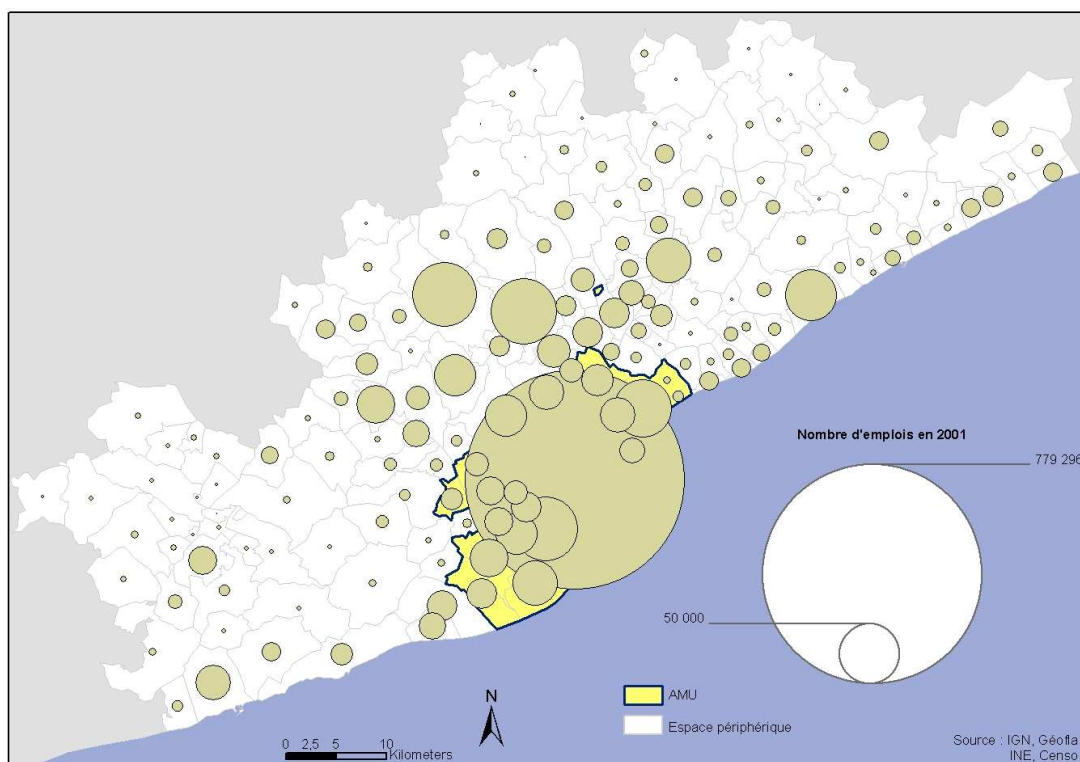 Nombre d'emplois en 2001
779 296
50 000
N
AMU
Espace périphérique
0 2,5 5 10
Kilometers
Source : IGN, Géofla
INE, Censo